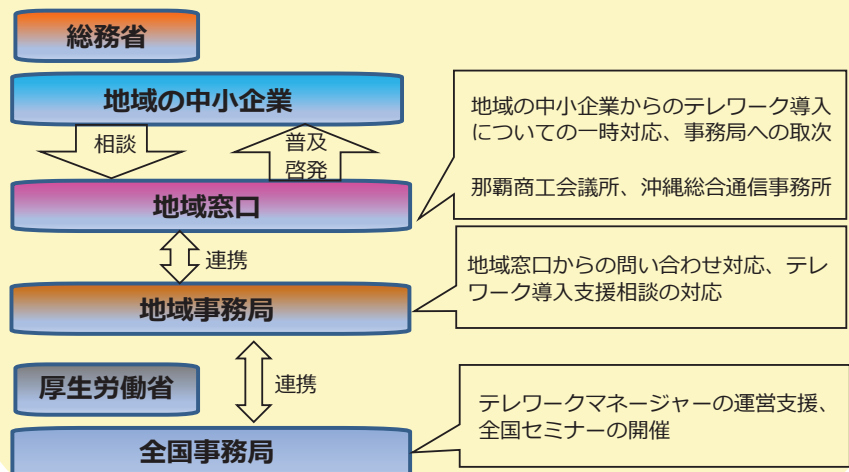 総務省
地域の中小企業
相談
普及
啓発
地域の中小企業からのテレワーク導入
についての一時対応、事務局への取次
那覇商工会議所、沖縄総合通信事務所
地域窓口
連携
地域窓口からの問い合わせ対応、テレ
ワーク導入支援相談の対応
地域事務局
厚生労働省
連携
テレワークマネージャーの運営支援、
全国セミナーの開催
全国事務局